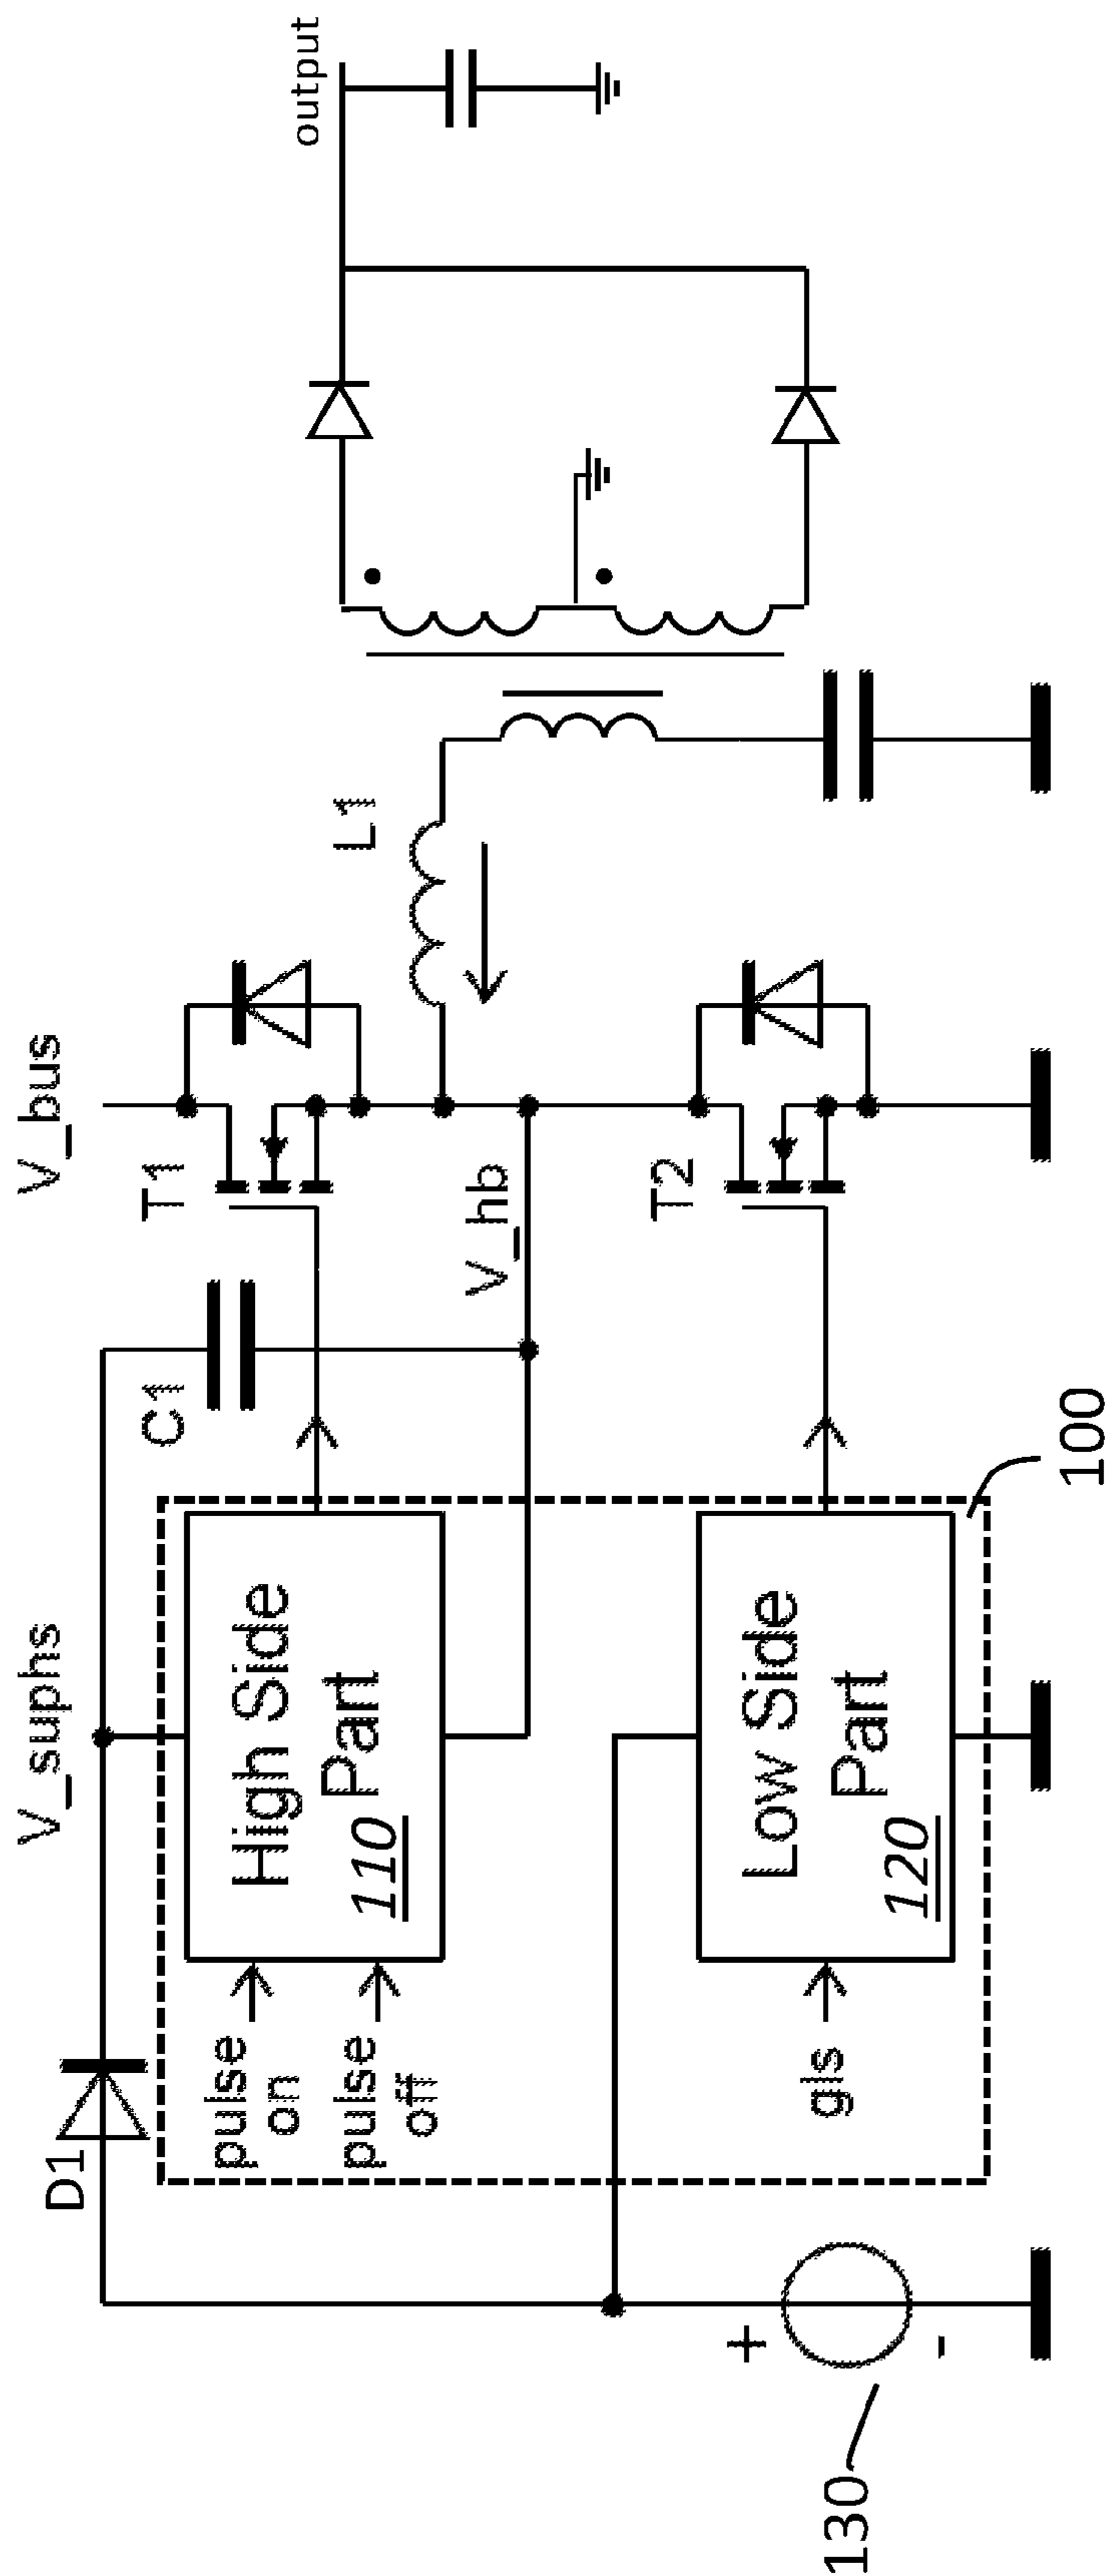 V_suphs
V_bus
D1
C1
T1
L1
output
pulse
on
pulse
off
High Side
Part
110
V_hb
T2
gls
Low Side
Part
120
+
-
130
100